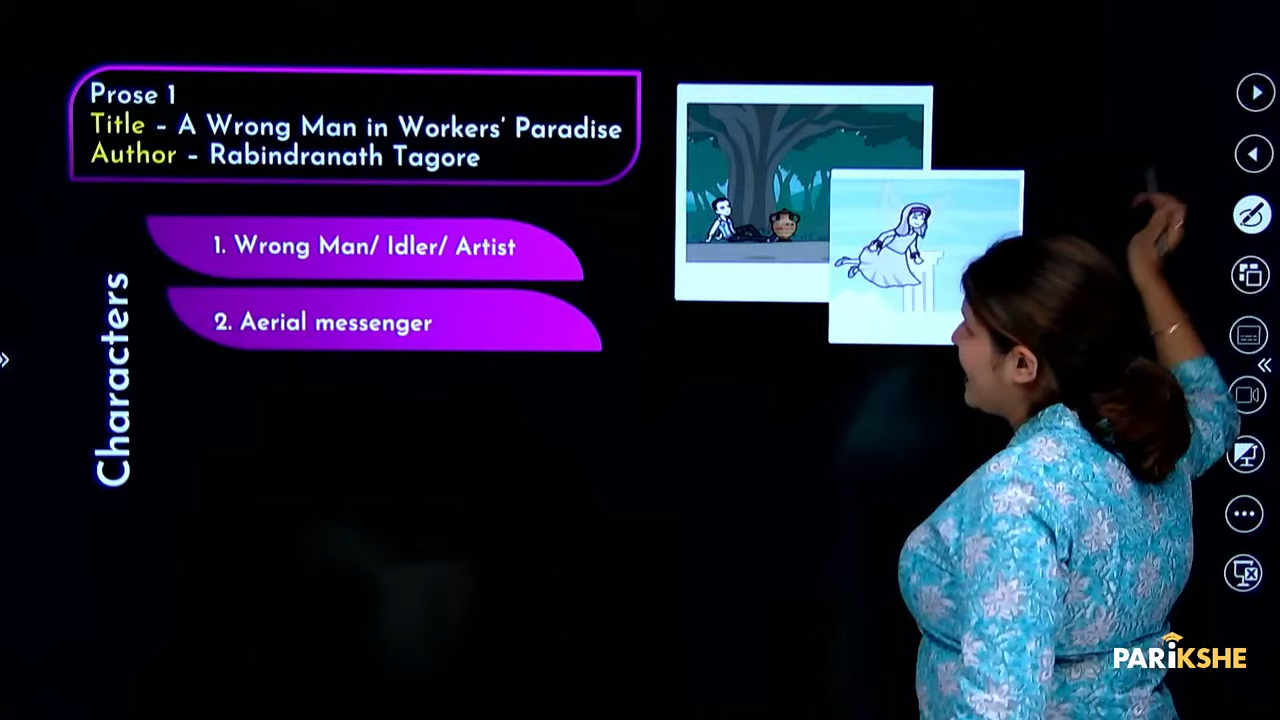 Prose 1
Title - A Wrong Man in Workers' Paradise
Author - Rabindranath Tagore
Characters
1. Wrong Man/ Idler/ Artist
2. Aerial messenger
PARIKSHE